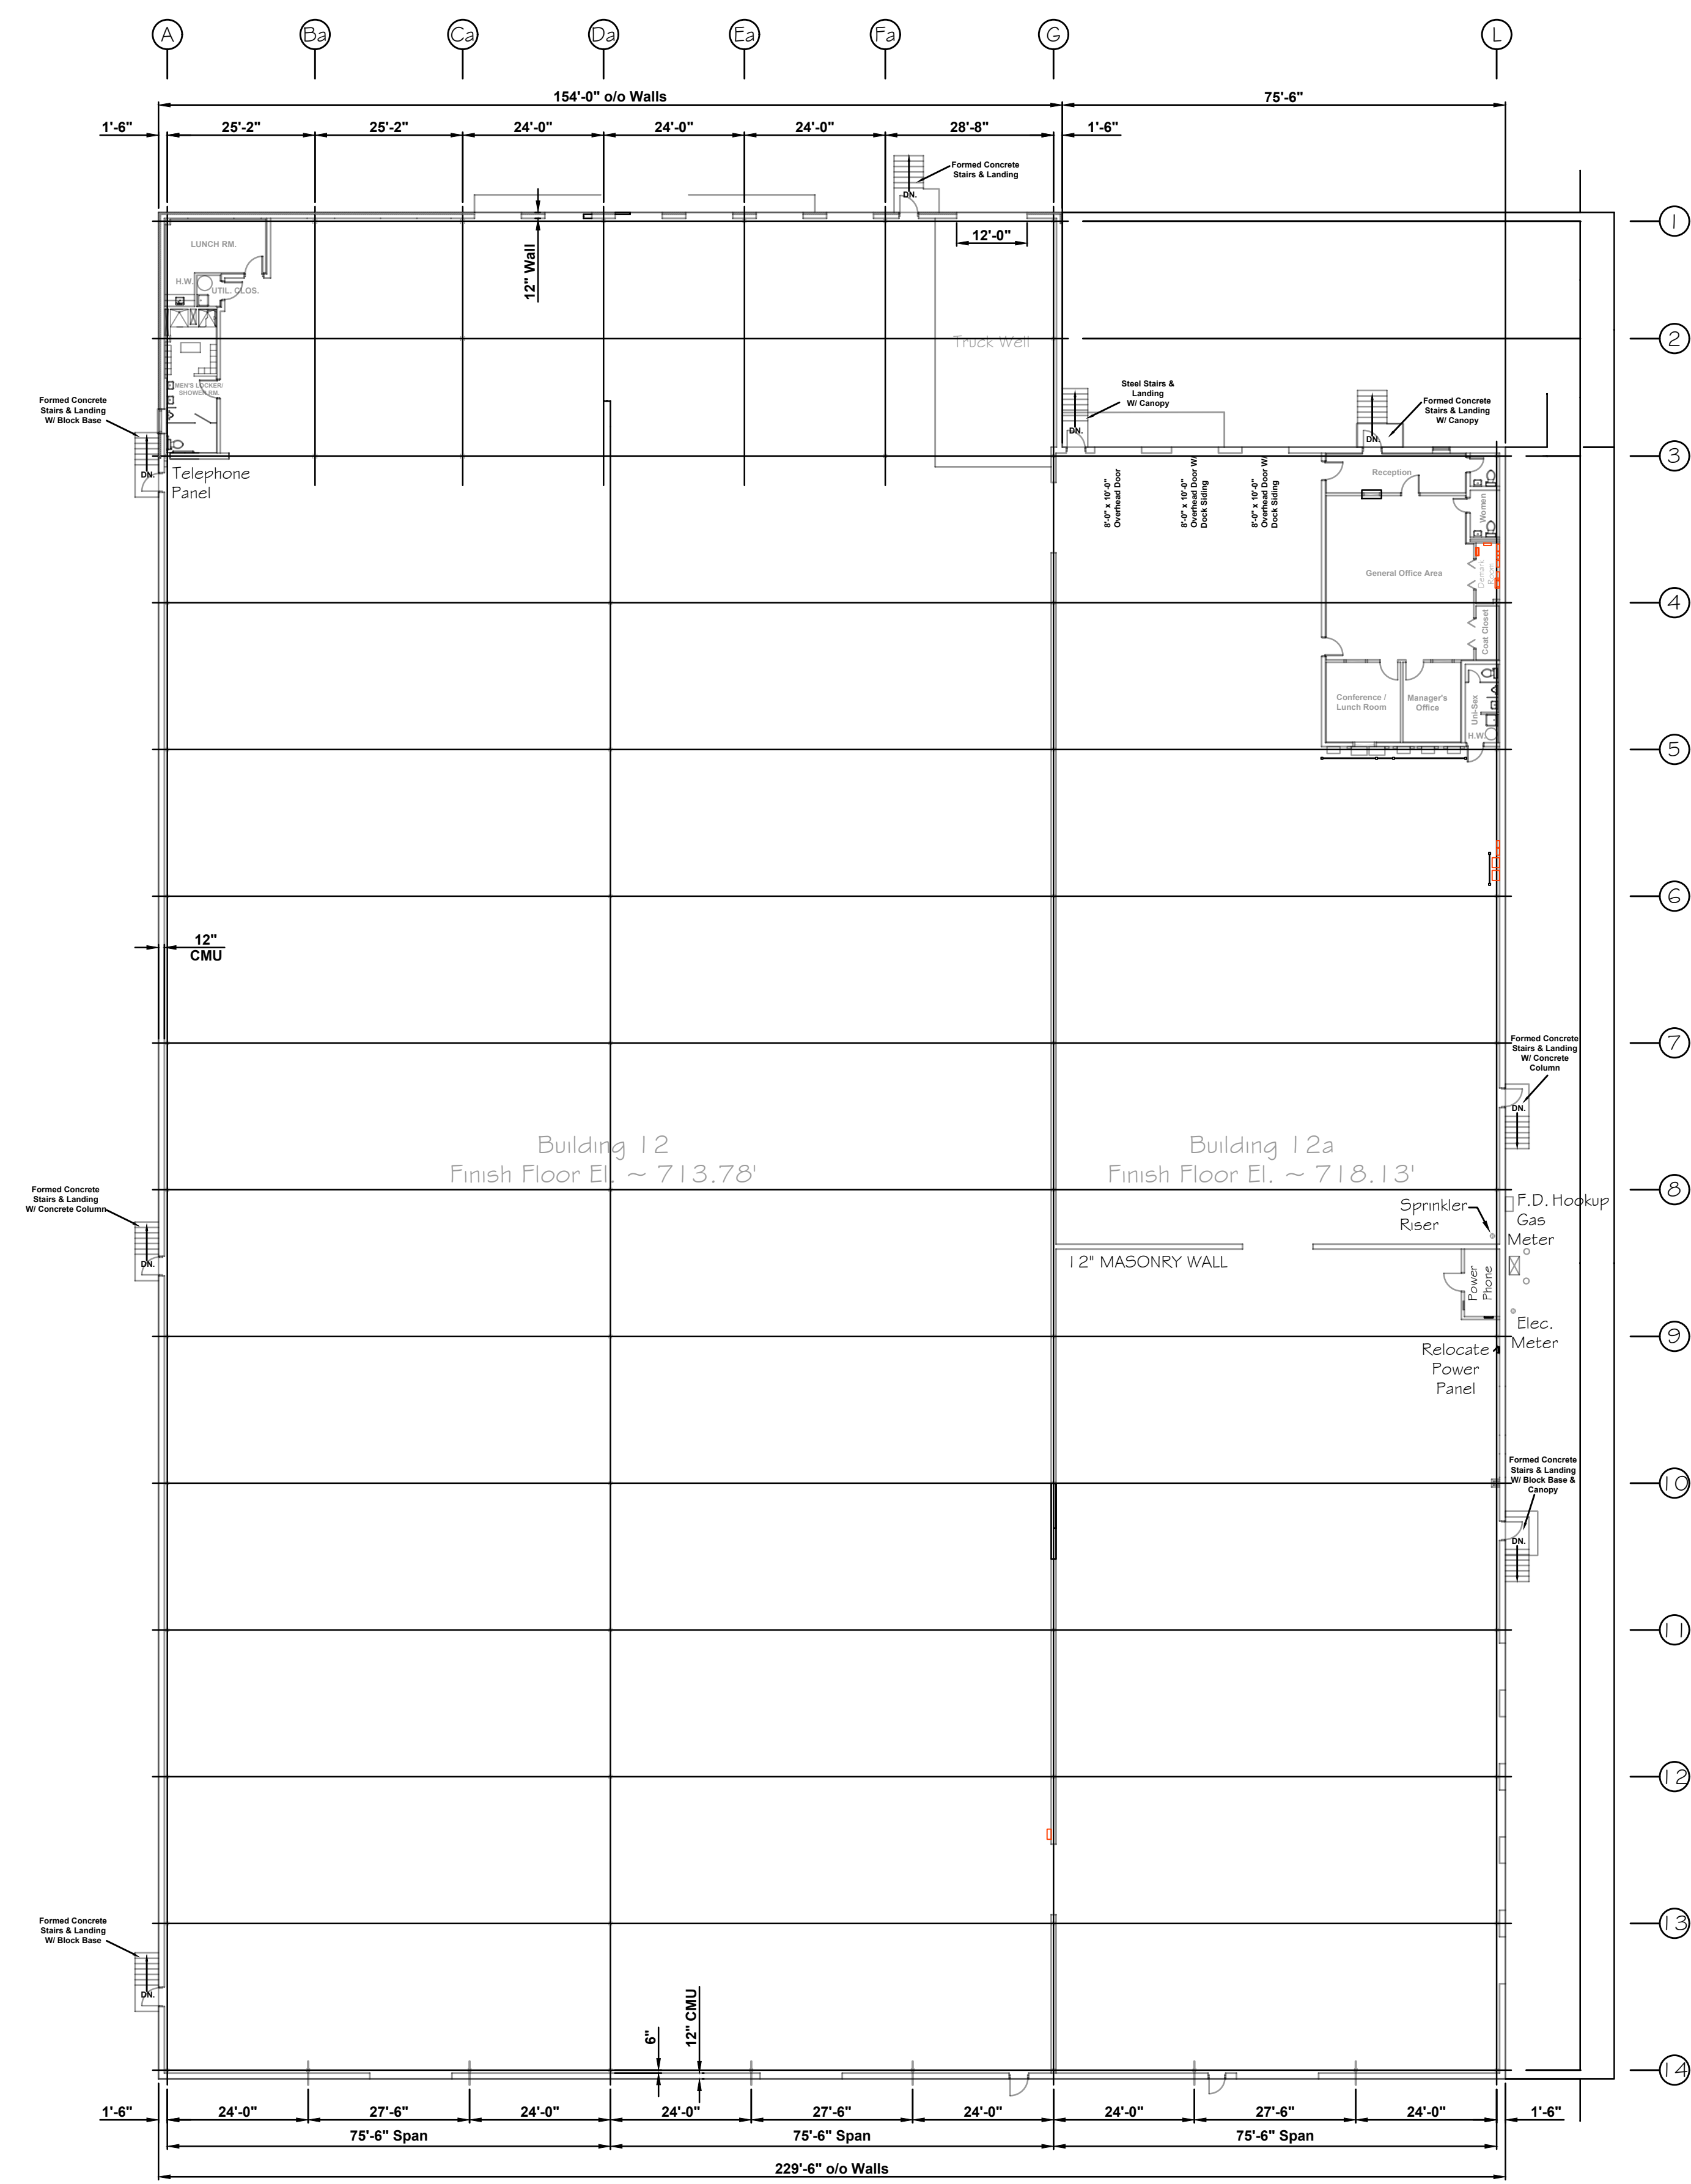 A Ba Ca Da Ea Fa G L
154'-0" o/o Walls 75'-6"
1'-6" 25'-2" 25'-2" 24'-0" 24'-0" 24'-0" 28'-8" 1'-6"
Formed Concrete
Stairs & Landing
DN.
1
12'-0"
12" Wall
LUNCH RM.
H.W.
UTIL. CLOS.
2
Truck Well
MEN'S LOCKER/
SHOWER RM.
Formed Concrete
Stairs & Landing
W/ Block Base
DN.
Telephone
Panel
Steel Stairs &
Landing
W/ Canopy
DN.
Formed Concrete
Stairs & Landing
W/ Canopy
DN.
3
8'-0" x 10'-0"
Overhead Door
8'-0" x 10'-0"
Overhead Door W/
Dock Siding
8'-0" x 10'-0"
Overhead Door W/
Dock Siding
Reception
Women
General Office Area
Demark
Room
4
Coat Closet
Conference /
Lunch Room
Manager's
Office
Uni-Sex
H.W.
5
6
12"
CMU
7
Formed Concrete
Stairs & Landing
W/ Concrete
Column
DN.
Building 12
Finish Floor El. ~ 713.78'
Building 12a
Finish Floor El. ~ 718.13'
8
Formed Concrete
Stairs & Landing
W/ Concrete Column
DN.
Sprinkler
Riser
F.D. Hookup
Gas
Meter
12" MASONRY WALL
Power
Phone
Elec.
Meter
9
Relocate
Power
Panel
10
Formed Concrete
Stairs & Landing
W/ Block Base &
Canopy
DN.
11
12
13
Formed Concrete
Stairs & Landing
W/ Block Base
DN.
6"
12" CMU
14
1'-6" 24'-0" 27'-6" 24'-0" 24'-0" 27'-6" 24'-0" 24'-0" 27'-6" 24'-0" 1'-6"
75'-6" Span 75'-6" Span 75'-6" Span
229'-6" o/o Walls